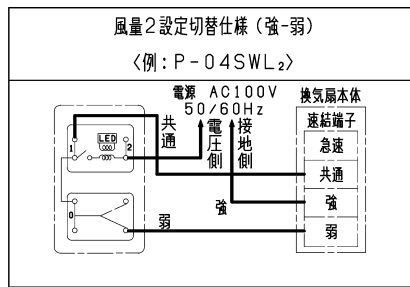 風量2設定切替仕様（強-弱）
〈例：P-04SWL₂〉
電源 AC100V
50/60Hz
換気扇本体
速結端子
共通
電圧側
接地側
急速
共通
強
弱
LED
1
2
0
強
弱